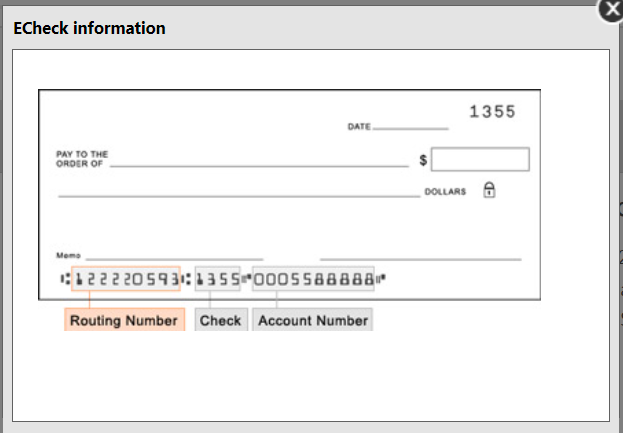 ECheck information
X
1355
DATE
PAY TO THE
ORDER OF
$
DOLLARS
Memo
⑆122220593⑆ 1355⑈ 0005588888⑈
Routing Number
Check
Account Number